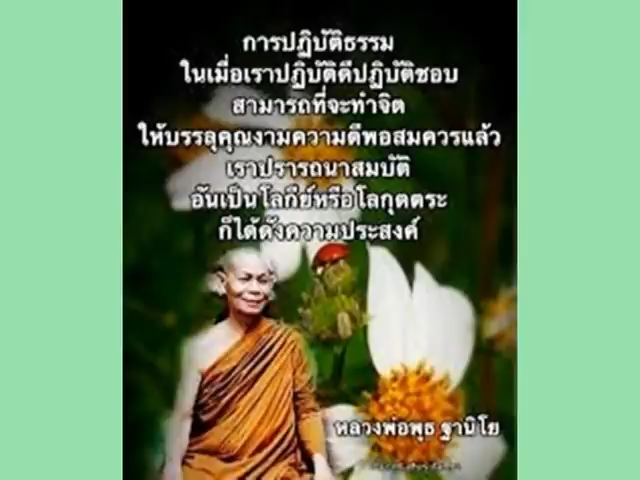 การปฏิบัติธรรม
ในเมื่อเราปฏิบัติดีปฏิบัติชอบ
สามารถที่จะทำจิต
ให้บรรลุคุณงามความดีพอสมควรแล้ว
เราปรารถนาสมบัติ
อันเป็นโลกีย์หรือโลกุตตระ
ก็ได้ดังความประสงค์
หลวงพ่อพุธ ฐานิโย